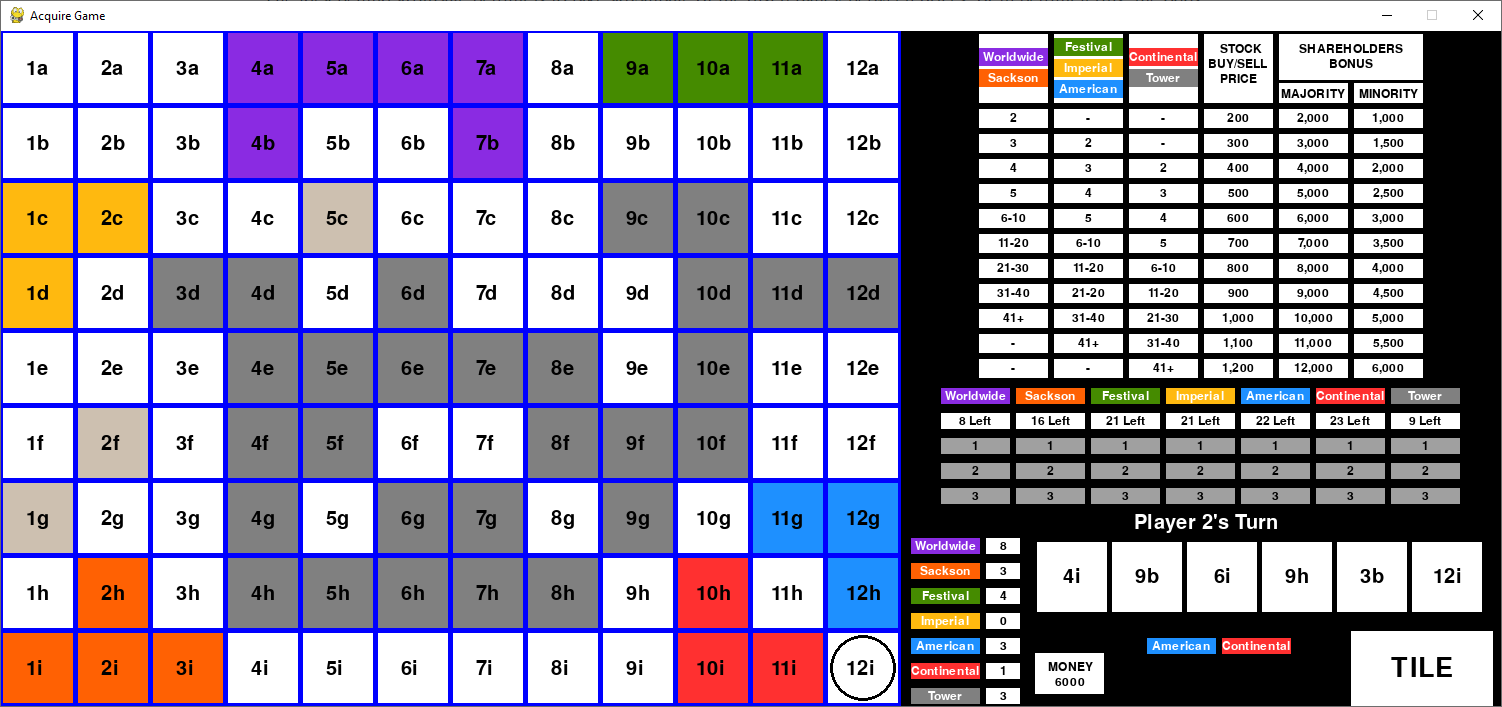 Acquire Game
1a 2a 3a 4a 5a 6a 7a 8a 9a 10a 11a 12a
1b 2b 3b 4b 5b 6b 7b 8b 9b 10b 11b 12b
1c 2c 3c 4c 5c 6c 7c 8c 9c 10c 11c 12c
1d 2d 3d 4d 5d 6d 7d 8d 9d 10d 11d 12d
1e 2e 3e 4e 5e 6e 7e 8e 9e 10e 11e 12e
1f 2f 3f 4f 5f 6f 7f 8f 9f 10f 11f 12f
1g 2g 3g 4g 5g 6g 7g 8g 9g 10g 11g 12g
1h 2h 3h 4h 5h 6h 7h 8h 9h 10h 11h 12h
1i 2i 3i 4i 5i 6i 7i 8i 9i 10i 11i 12i
Worldwide
Sackson
Festival
Imperial
American
Continental
Tower
STOCK
BUY/SELL
PRICE
SHAREHOLDERS
BONUS
MAJORITY MINORITY
2 - - 200 2,000 1,000
3 2 - 300 3,000 1,500
4 3 2 400 4,000 2,000
5 4 3 500 5,000 2,500
6-10 5 4 600 6,000 3,000
11-20 6-10 5 700 7,000 3,500
21-30 11-20 6-10 800 8,000 4,000
31-40 21-20 11-20 900 9,000 4,500
41+ 31-40 21-30 1,000 10,000 5,000
- 41+ 31-40 1,100 11,000 5,500
- - 41+ 1,200 12,000 6,000
Worldwide Sackson Festival Imperial American Continental Tower
8 Left 16 Left 21 Left 21 Left 22 Left 23 Left 9 Left
1 1 1 1 1 1 1
2 2 2 2 2 2 2
3 3 3 3 3 3 3
Player 2's Turn
Worldwide 8
Sackson 3
Festival 4
Imperial 0
American 3
Continental 1
Tower 3
4i 9b 6i 9h 3b 12i
American Continental
MONEY
6000
TILE